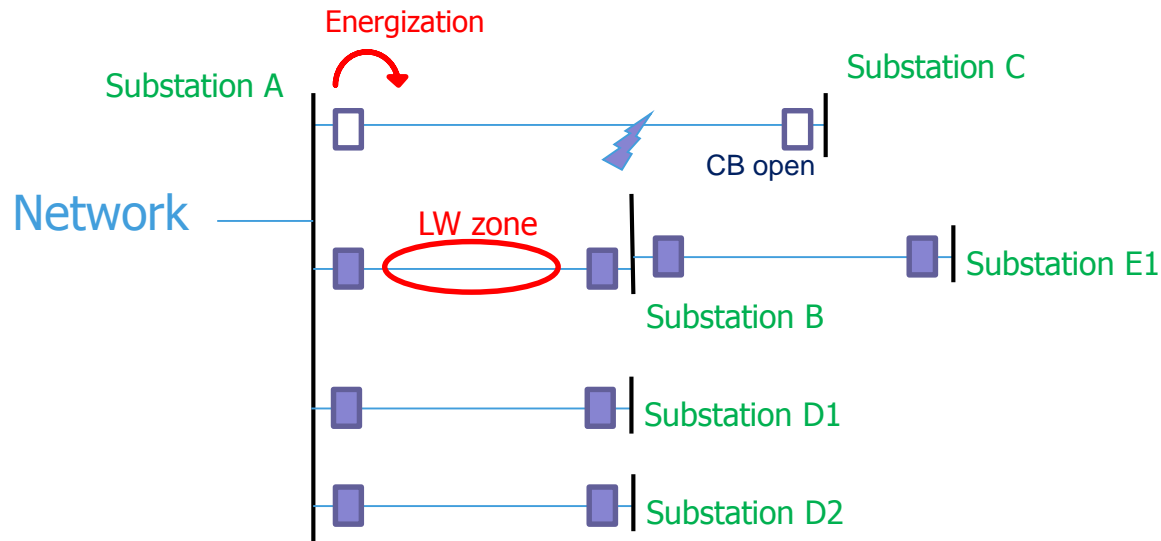 Energization
Substation A
Substation C
CB open
Network
LW zone
Substation E1
Substation B
Substation D1
Substation D2